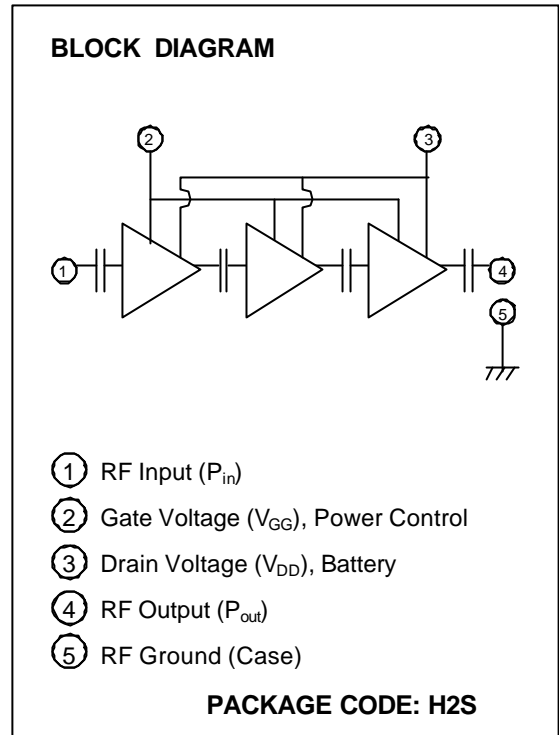 BLOCK DIAGRAM
2 3
1 4
5
1 RF Input (Pin)
2 Gate Voltage (VGG), Power Control
3 Drain Voltage (VDD), Battery
4 RF Output (Pout)
5 RF Ground (Case)
PACKAGE CODE: H2S